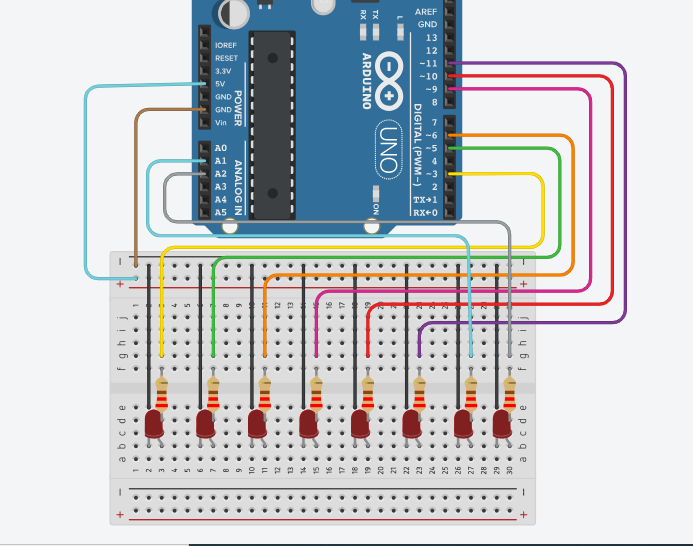 AREF
GND
13
12
~11
~10
~9
8
7
~6
~5
4
~3
2
TX→1
RX←0
RX
TX
L
IOREF
RESET
3.3V
5V
GND
GND
Vin
POWER
A0
A1
A2
A3
A4
A5
ANALOG IN
ARDUINO
UNO
DIGITAL (PWM~)
ON
− −
+ +
j j
i i
h h
g g
f f
e e
d d
c c
b b
a a
1 2 3 4 5 6 7 8 9 10 11 12 13 14 15 16 17 18 19 20 21 22 23 24 25 26 27 28 29 30
− −
+ +